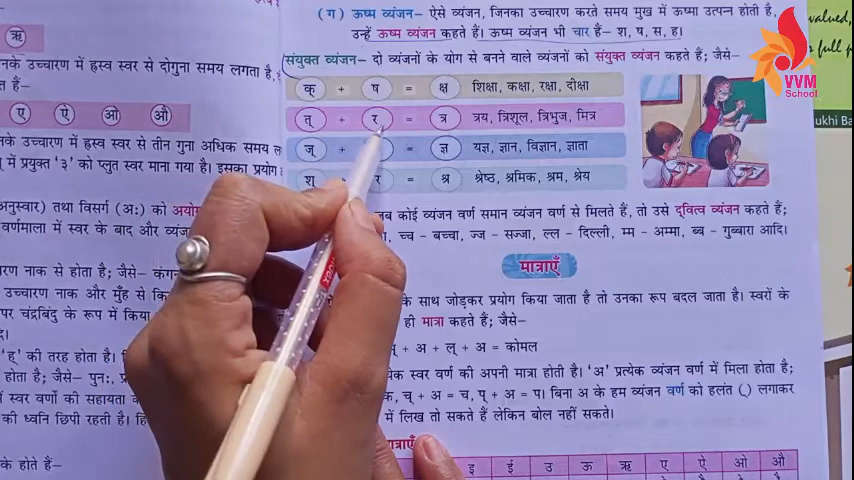 ऋ
नके उच्चारण में ह्रस्व स्वर से दोगुना समय लगता है,
त हैं–
ए ऐ ओ औ
नके उच्चारण में ह्रस्व स्वर से तीन गुना अधिक समय
में प्रयुक्त '३' को प्लुत स्वर माना गया है। इसका प्रयोग
अनुस्वार) तथा विसर्ग (अ:) को
वर्णमाला में स्वर के बाद और
रण नाक से होता है; जैसे–
उच्चारण नाक और मुँह से
पर चंद्रबिंदु के रूप में
'ह्' की तरह होता है।
होता है; जैसे– पुन:,
स्वर वर्णों की सहायता
की ध्वनि छिपी रहती है।
के होते हैं–
(ग) ऊष्म व्यंजन– ऐसे व्यंजन, जिनका उच्चारण करते समय मुख में ऊष्मा उत्पन्न होती है,
उन्हें ऊष्म व्यंजन कहते हैं। ऊष्म व्यंजन भी चार हैं– श, ष, स, ह।
संयुक्त व्यंजन– दो व्यंजनों के योग से बनने वाले व्यंजनों को संयुक्त व्यंजन कहते हैं; जैसे–
क् + ष = क्ष शिक्षा, कक्षा, रक्षा, दीक्षा
त् + र = त्र त्रय, त्रिशूल, त्रिभुज, मित्र
ज् + = ज्ञ यज्ञ, ज्ञान, विज्ञान, ज्ञाता
श् + र = श्र श्रेष्ठ, श्रमिक, श्रम, श्रेय
जब कोई व्यंजन वर्ण समान व्यंजन वर्ण से मिलते हैं, तो उसे द्वित्व व्यंजन कहते हैं;
च्च - बच्चा, ज्ज - सज्जा, ल्ल - दिल्ली, म्म - अम्मा, ब्ब - गुब्बारा आदि।
मात्राएँ
के साथ जोड़कर प्रयोग किया जाता है तो उनका रूप बदल जाता है। स्वरों के
ही मात्रा कहते हैं; जैसे–
म् + अ + ल् + अ = कोमल
स्वर वर्ण की अपनी मात्रा होती है। 'अ' प्रत्येक व्यंजन वर्ण में मिला होता है;
क, च् + अ = च, प् + अ = प। बिना अ के हम व्यंजन वर्ण को हलंत (्) लगाकर
में लिख तो सकते हैं लेकिन बोल नहीं सकते।
इ ई उ ऊ ऋ ए ऐ ओ औ
VVM
School
valued,
full p
ukhi Ba